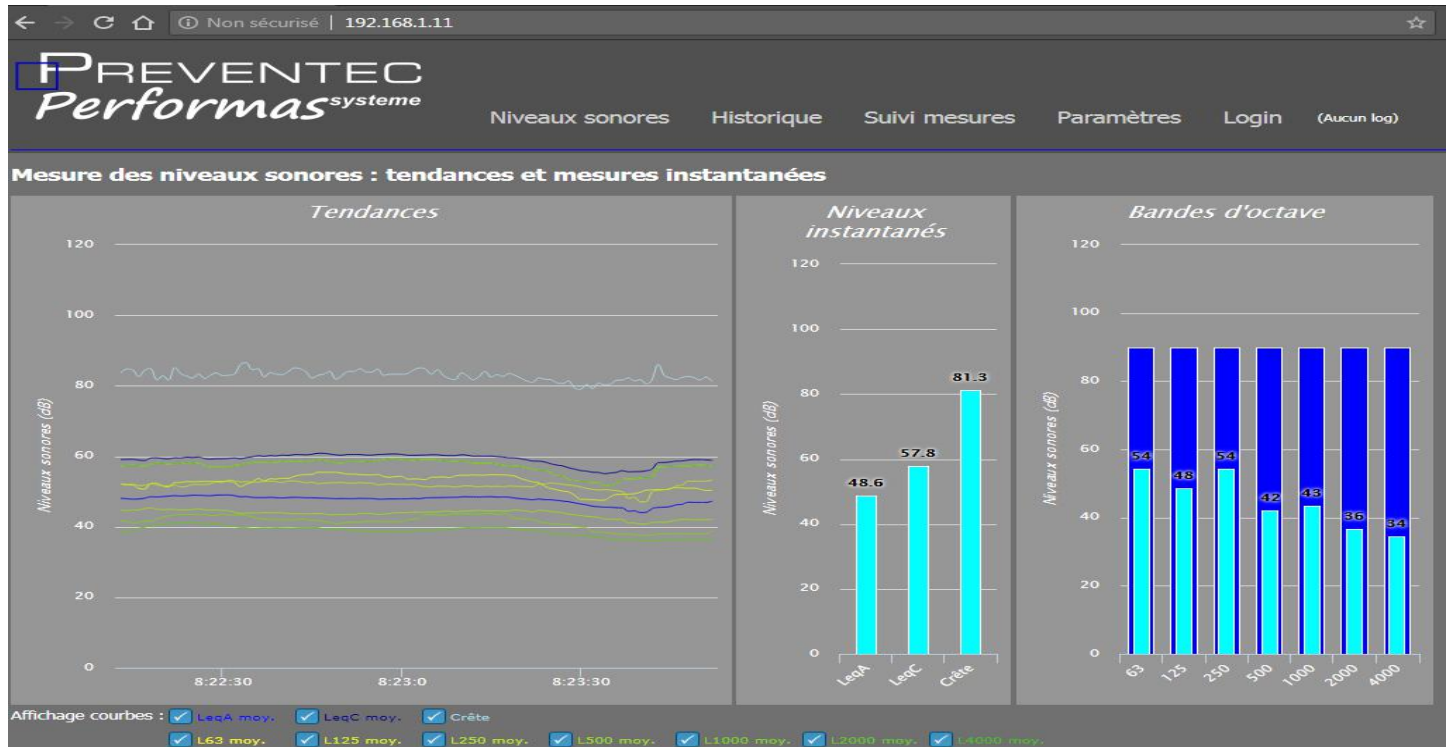 Non sécurisé | 192.168.1.11
PREVENTEC
Performas systeme
Niveaux sonores Historique Suivi mesures Paramètres Login (Aucun log)
Mesure des niveaux sonores : tendances et mesures instantanées
Tendances
Niveaux sonores (dB)
120
100
80
60
40
20
0
8:22:30 8:23:0 8:23:30
Niveaux
instantanés
Niveaux sonores (dB)
120
100
80
60
40
20
0
48.6 57.8 81.3
LeqA LeqC Crête
Bandes d'octave
Niveaux sonores (dB)
120
100
80
60
40
20
0
54 48 54 42 43 36 34
63 125 250 500 1000 2000 4000
Affichage courbes : LeqA moy. LeqC moy. Crête
L63 moy. L125 moy. L250 moy. L500 moy. L1000 moy. L2000 moy. L4000 moy.